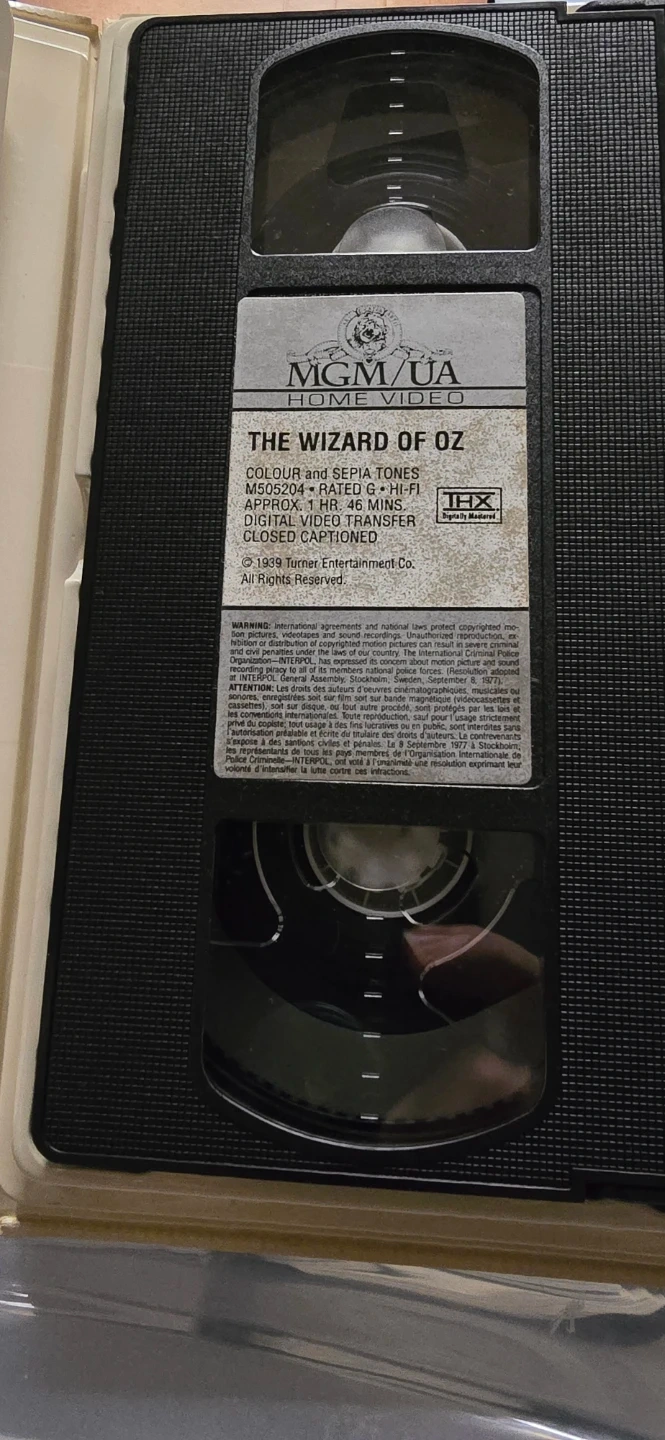 MGM/UA
HOME VIDEO
THE WIZARD OF OZ
COLOUR and SEPIA TONES
M505204 • RATED G • HI-FI
APPROX. 1 HR. 46 MINS.
DIGITAL VIDEO TRANSFER
CLOSED CAPTIONED
THX
Digitally Mastered
© 1939 Turner Entertainment Co.
All Rights Reserved.
WARNING: International agreements and national laws protect copyrighted mo-
tion pictures, videotapes and sound recordings. Unauthorized reproduction, ex-
hibition or distribution of copyrighted motion pictures can result in severe criminal
and civil penalties under the laws of our country. The International Criminal Police
Organization—INTERPOL, has expressed its concern about motion picture and sound
recording piracy to all of its members national police forces. (Resolution adopted
at INTERPOL General Assembly, Stockholm, Sweden, September 8, 1977).
ATTENTION: Les droits des auteurs d'oeuvres cinématographiques, musicales ou
sonores, enregistrées soit sur film soit sur bande magnétique (videocassettes et
cassettes), soit sur disque, ou tout autre procédé, sont protégés par les lois et
les conventions internationales. Toute reproduction, sauf pour l'usage strictement
privé du copiste, tout usage à des fins lucratives ou en public, sont interdites sans
l'autorisation préalable et écrite du titulaire des droits d'auteurs. Le contrevenants
s'expose à des santions civiles et pénales. Le 8 Septembre 1977 à Stockholm,
les représentants de tous les pays membres de l'Organisation Internationale de
Police Criminelle—INTERPOL, ont voté à l'unanimité une résolution exprimant leur
volonté d'intensifier la lutte contre ces infractions.